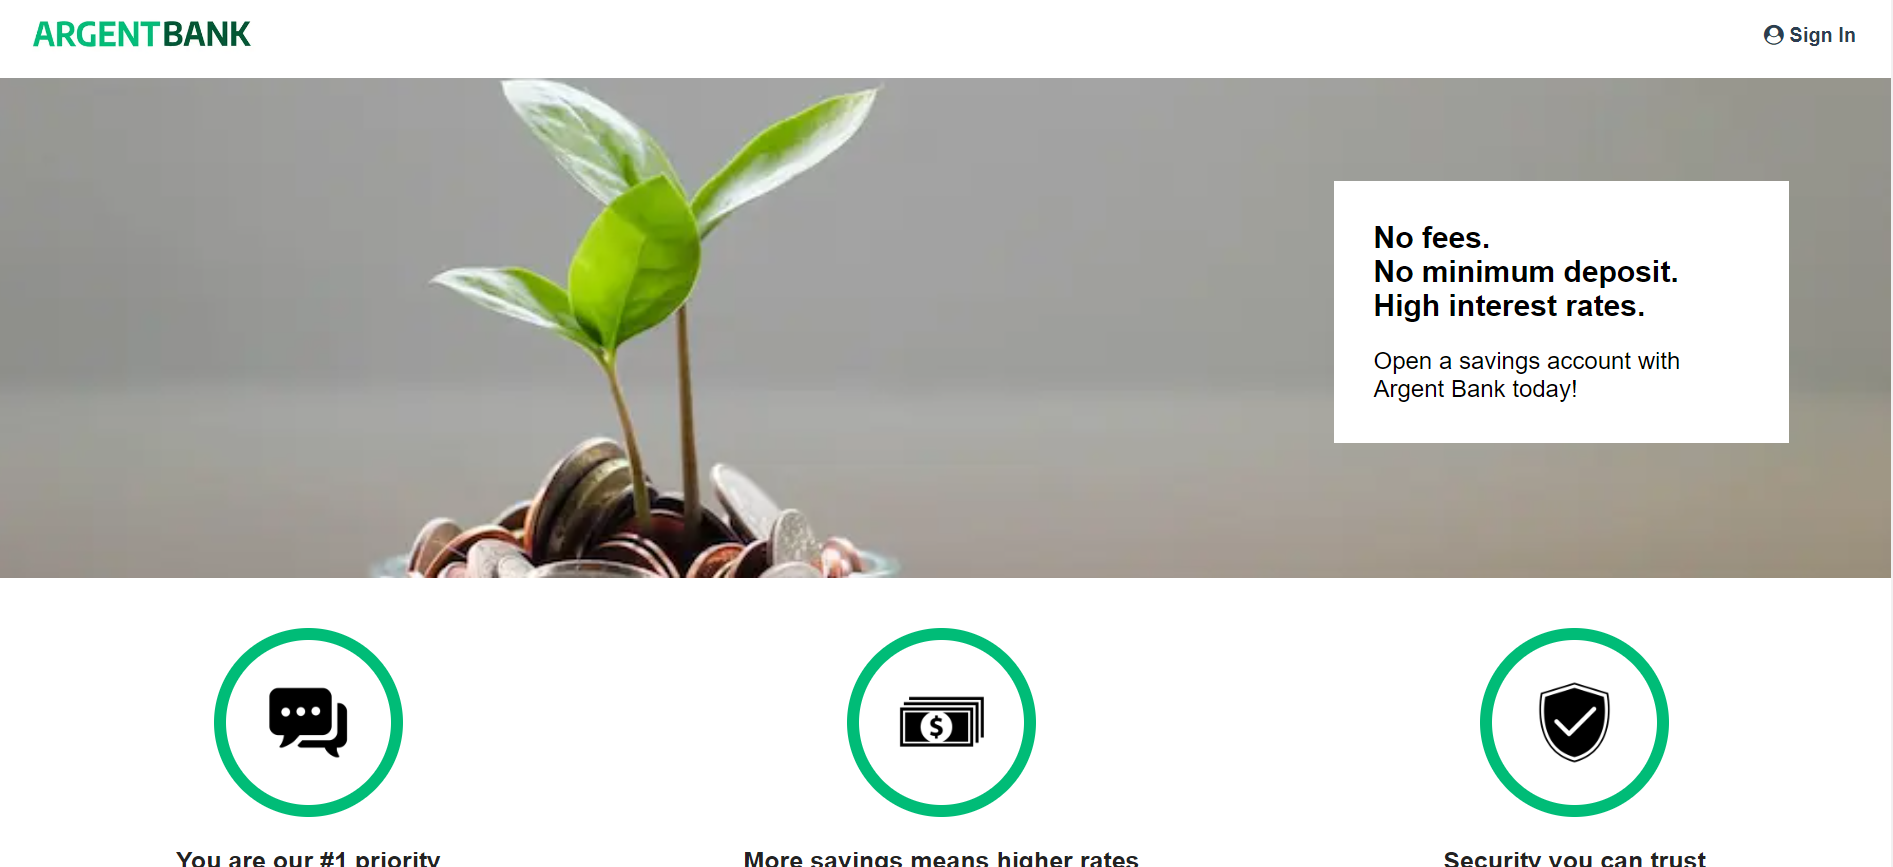 ARGENTBANK
Sign In
No fees.
No minimum deposit.
High interest rates.
Open a savings account with
Argent Bank today!
$
You are our #1 priority
More savings means higher rates
Security you can trust